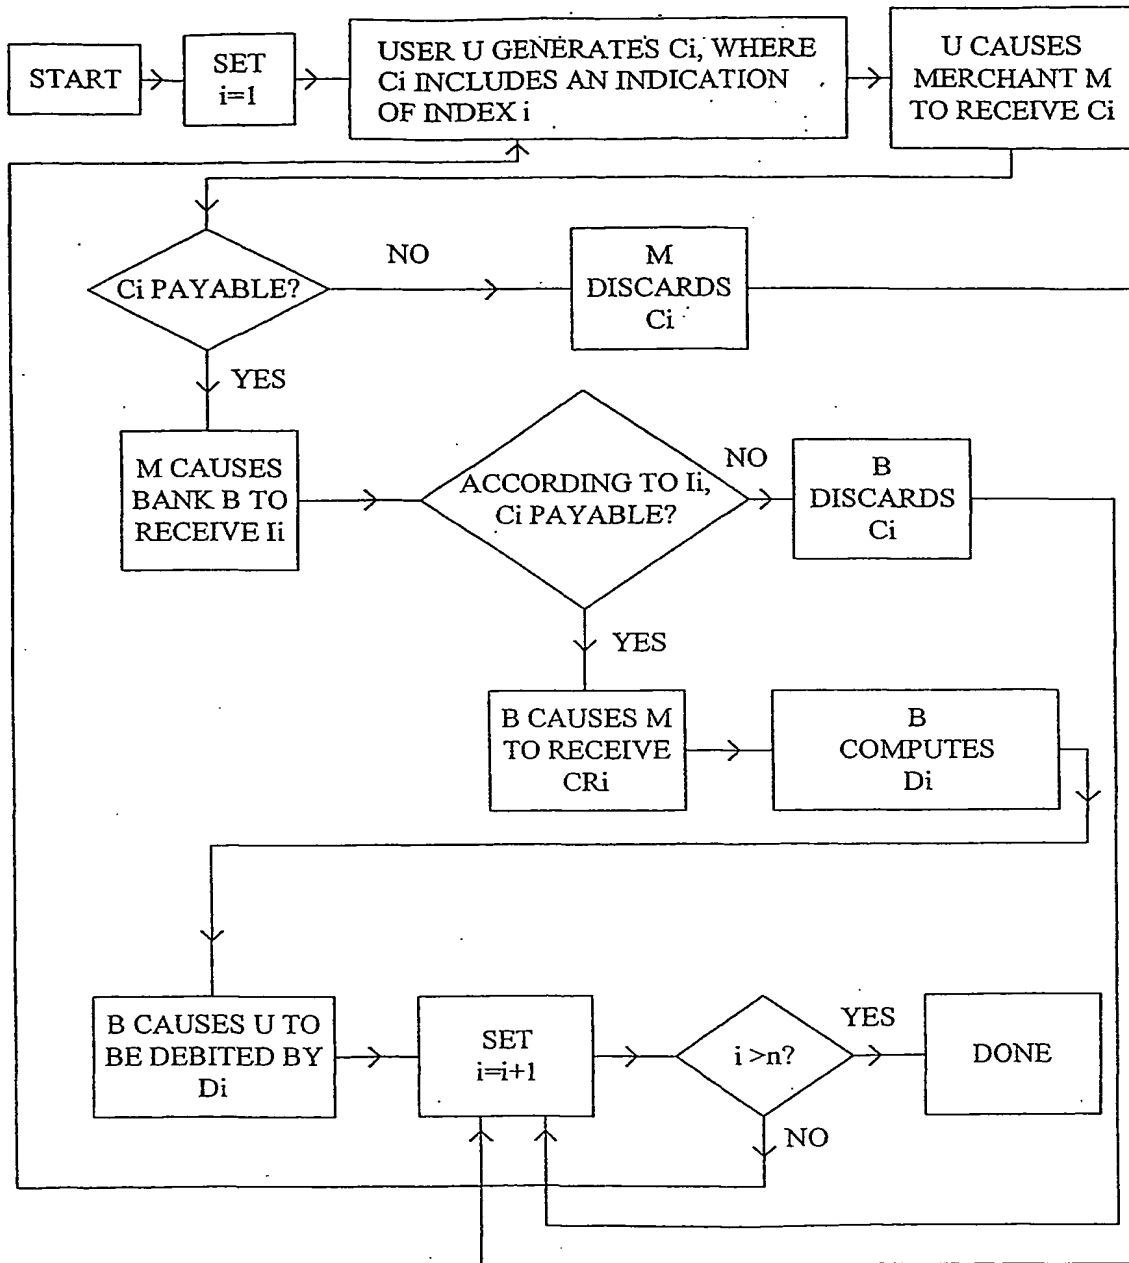 START
SET
i=1
USER U GENERATES Ci, WHERE
Ci INCLUDES AN INDICATION
OF INDEX i
U CAUSES
MERCHANT M
TO RECEIVE Ci
Ci PAYABLE?
NO
M
DISCARDS
Ci
YES
M CAUSES
BANK B TO
RECEIVE Ii
ACCORDING TO Ii,
Ci PAYABLE?
NO
B
DISCARDS
Ci
YES
B CAUSES M
TO RECEIVE
CRi
B
COMPUTES
Di
B CAUSES U TO
BE DEBITED BY
Di
SET
i=i+1
i >n?
YES
DONE
NO